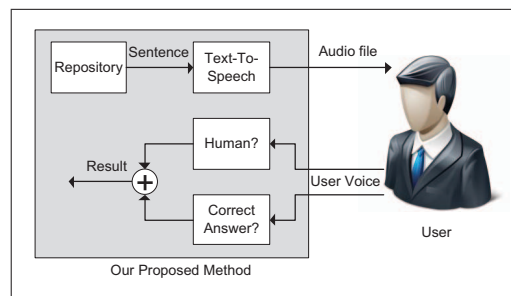 Repository
Sentence
Text-To-
Speech
Audio file
Human?
Result
+
User Voice
Correct
Answer?
User
Our Proposed Method